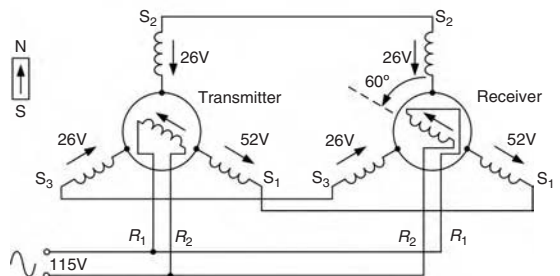 S2 S2
N 26V 26V
60°
Transmitter Receiver
S
26V 52V 26V 52V
S3 S1 S3 S1
R1 R2 R2 R1
115V